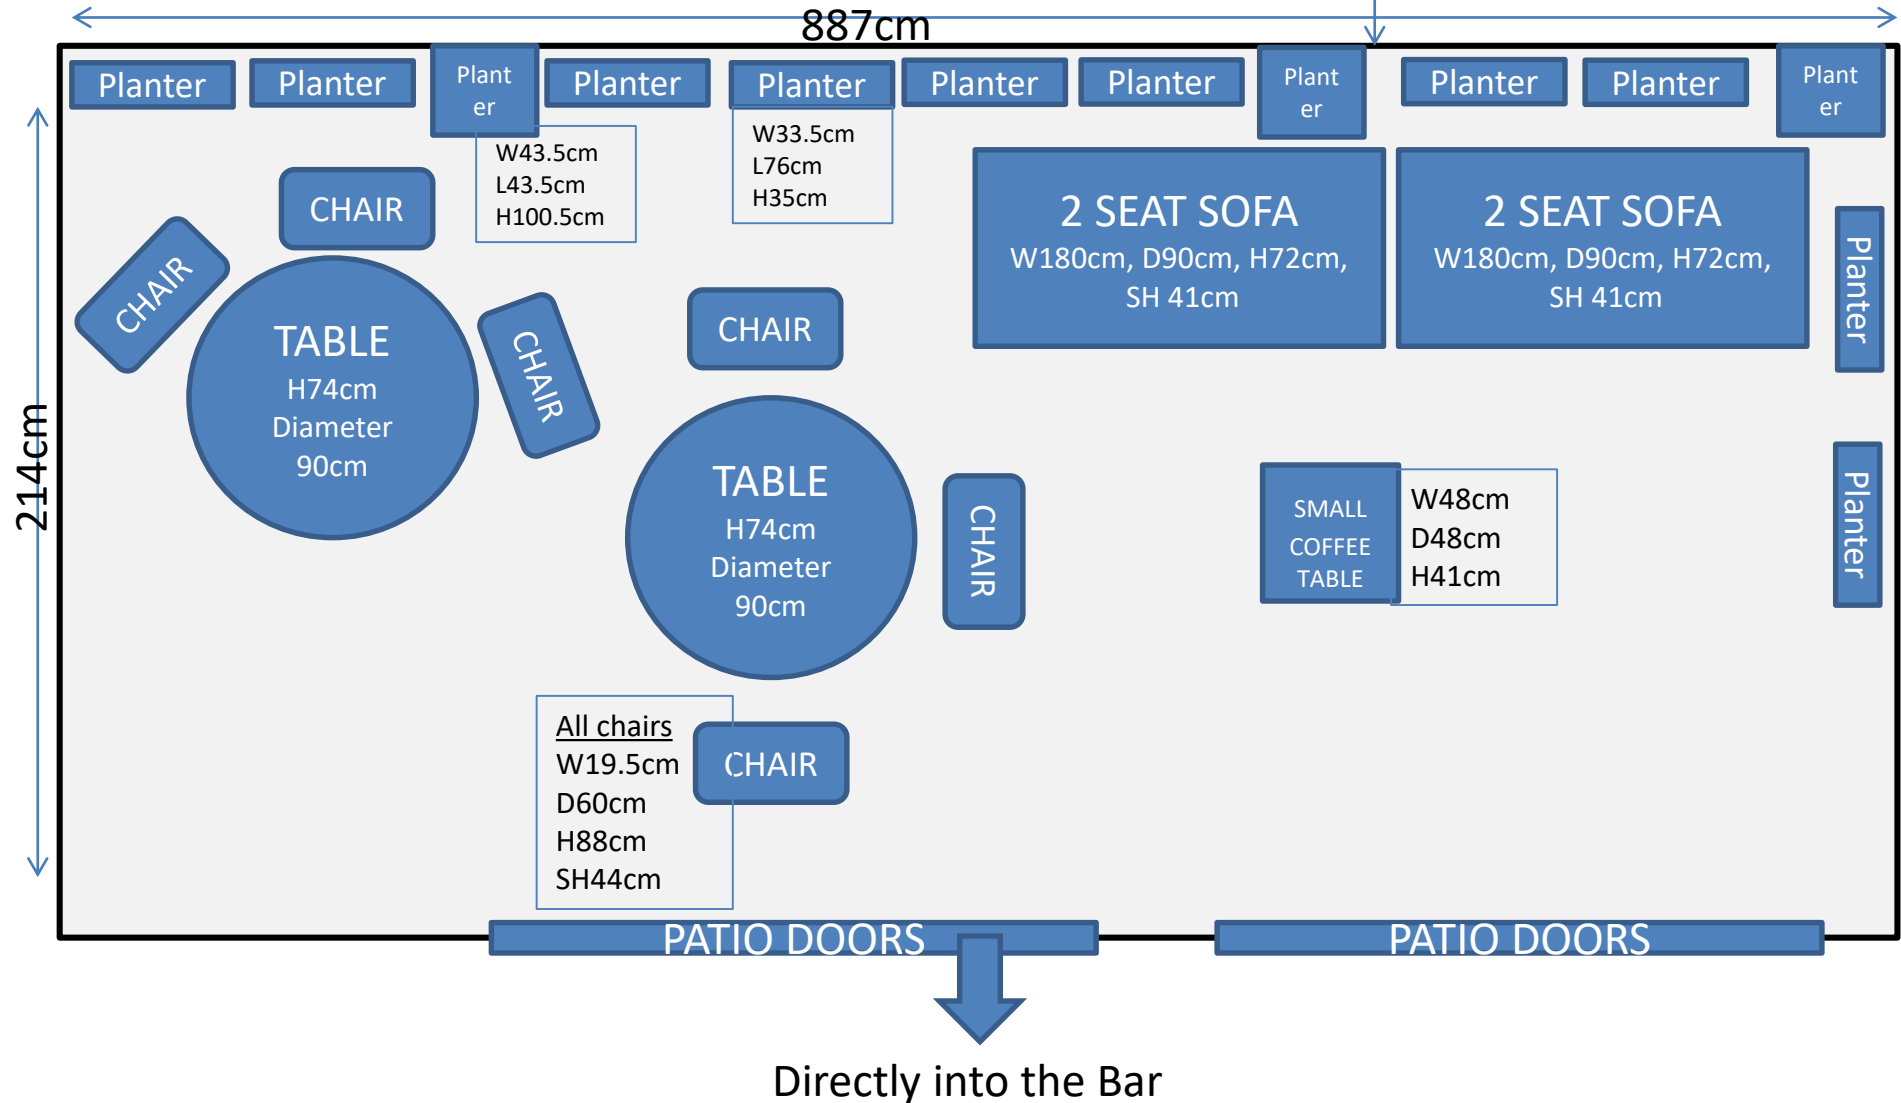 887cm
Planter
Planter
Plant
er
Planter
Planter
Planter
Planter
Plant
er
Planter
Planter
Plant
er
W43.5cm
L43.5cm
H100.5cm
W33.5cm
L76cm
H35cm
CHAIR
CHAIR
CHAIR
TABLE
H74cm
Diameter
90cm
214cm
CHAIR
TABLE
H74cm
Diameter
90cm
CHAIR
2 SEAT SOFA
W180cm, D90cm, H72cm,
SH 41cm
2 SEAT SOFA
W180cm, D90cm, H72cm,
SH 41cm
Planter
Planter
SMALL
COFFEE
TABLE
W48cm
D48cm
H41cm
All chairs
W19.5cm
D60cm
H88cm
SH44cm
CHAIR
PATIO DOORS
PATIO DOORS
Directly into the Bar